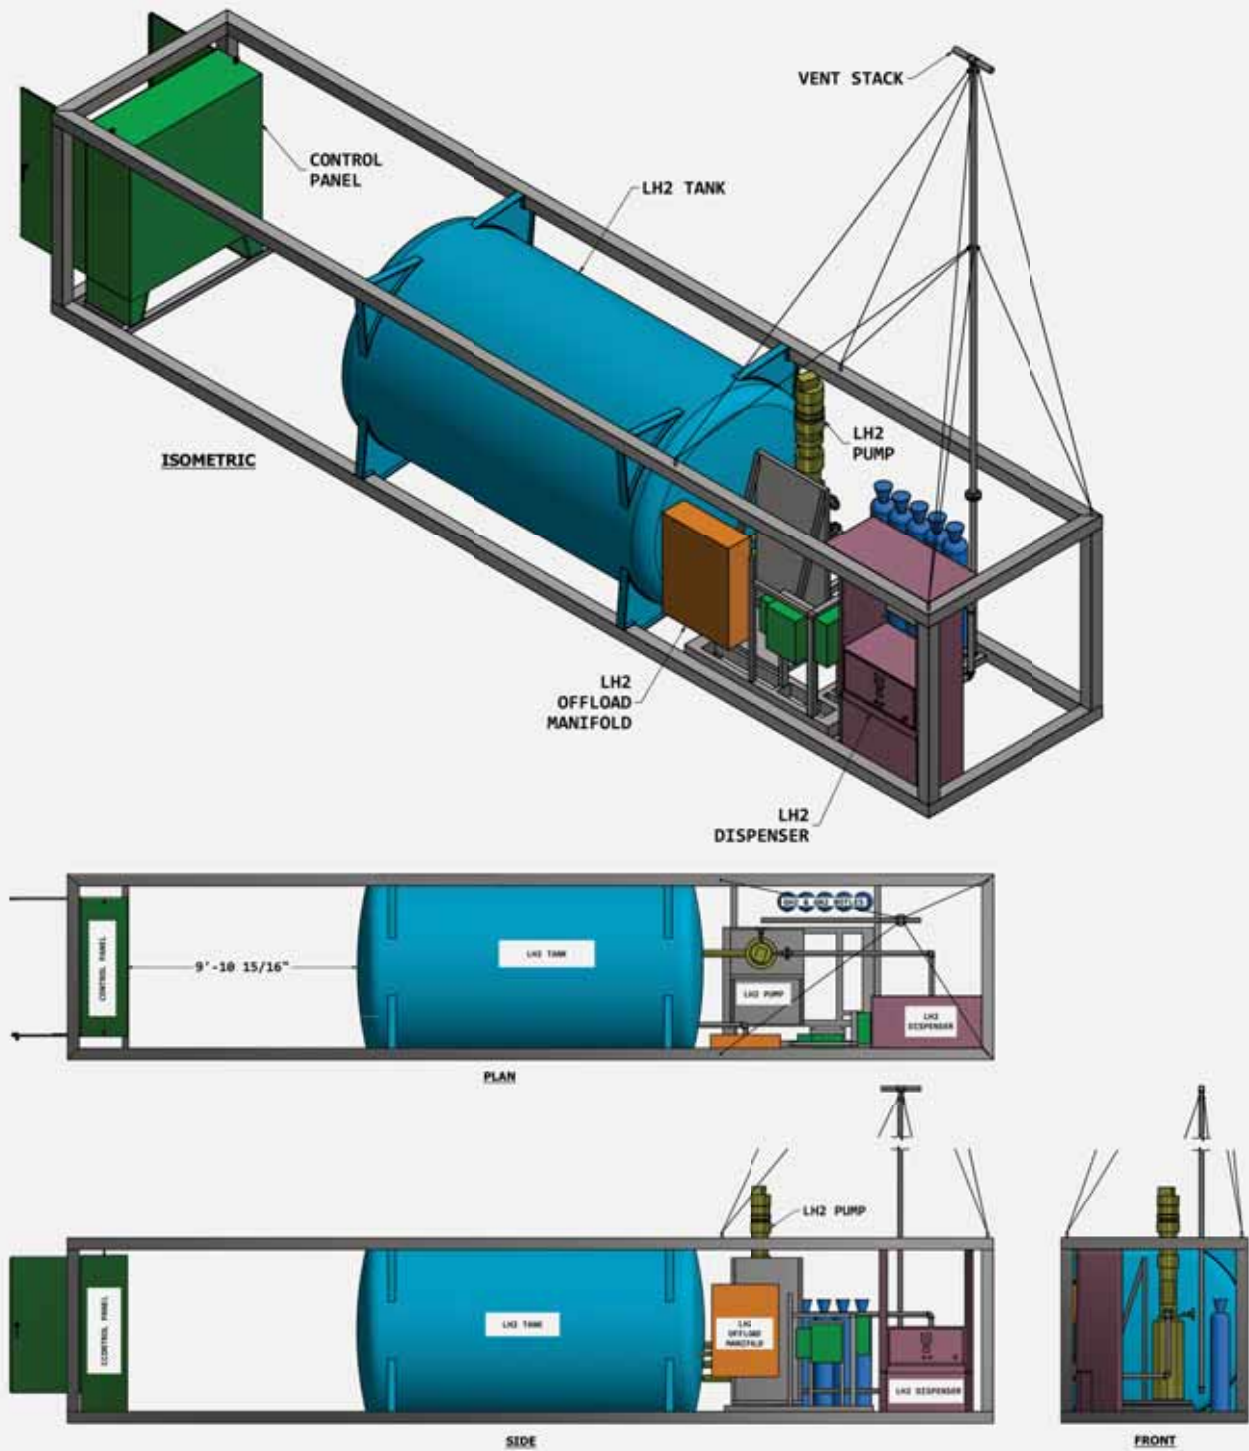 VENT STACK
CONTROL
PANEL
LH2 TANK
LH2
PUMP
ISOMETRIC
LH2
OFFLOAD
MANIFOLD
LH2
DISPENSER
CONTROL PANEL
9'-10 15/16"
LH2 TANK
LH2 PUMP
LH2
DISPENSER
PLAN
LH2 PUMP
CCONTROL PANEL
LH2 TANK
OFFLOAD
MANIFOLD
LH2 DISPENSER
SIDE
FRONT